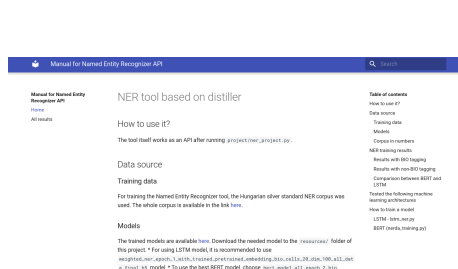 Manual for Named Entity Recognizer API
Search
Manual for Named Entity
Recognizer API
Home
All results
NER tool based on distiller
How to use it?
The tool itself works as an API after running project/ner_project.py.
Data source
Training data
For training the Named Entity Recognizer tool, the Hungarian silver standard NER corpus was
used. The whole corpus is available in the link here.
Models
The trained models are available here. Download the needed model to the resources/ folder of
this project. * For using LSTM model, it is recommended to use
weigted_ner_epoch_1_with_trained_pretrained_embedding_bio_cells_20_dim_100_all_dat
a_final.h5 model. * To use the best BERT model, choose best_model_all_epoch_2.bin
Table of contents
How to use it?
Data source
Training data
Models
Corpus in numbers
NER training results
Results with BIO tagging
Results with non-BIO tagging
Comparison between BERT and
LSTM
Tested the following machine
learning architectures
How to train a model
LSTM - lstm_ner.py
BERT (nerda_training.py)